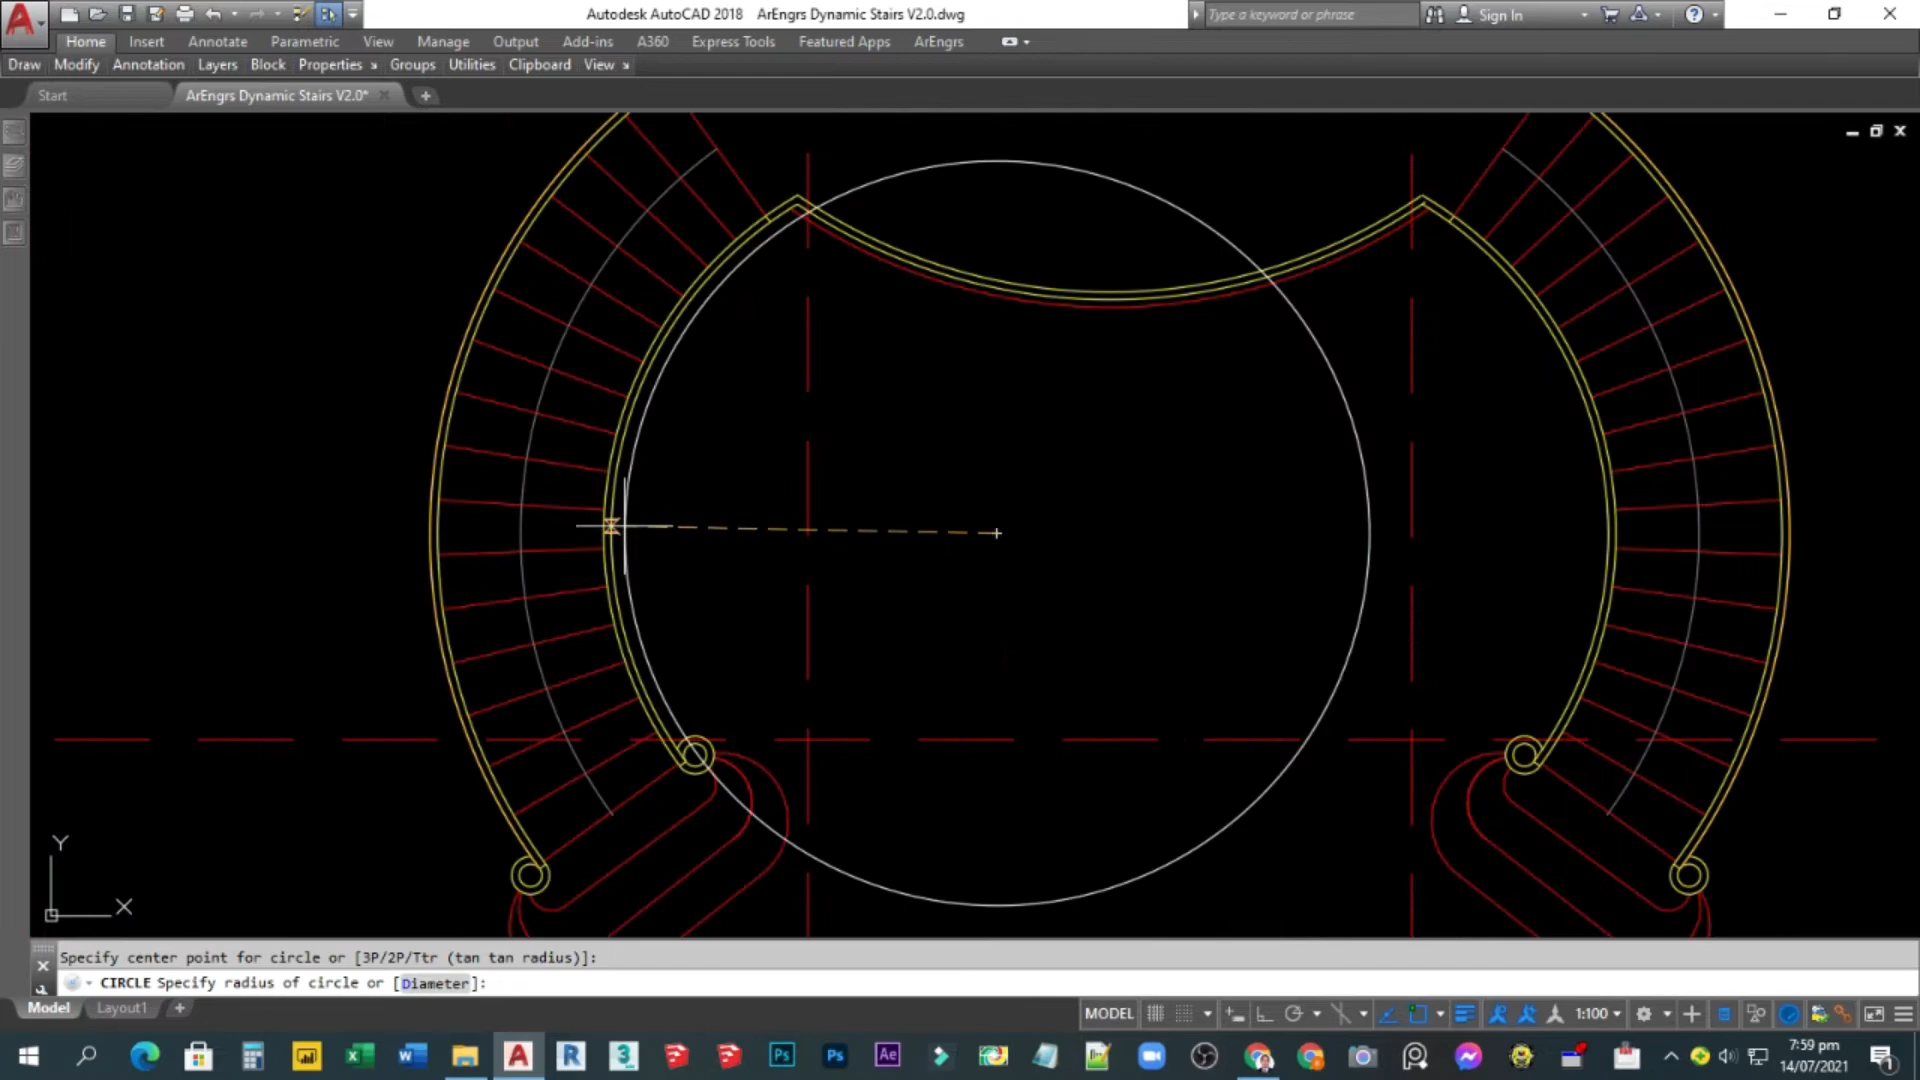 Autodesk AutoCAD 2018 ArEngrs Dynamic Stairs V2.0.dwg
Type a keyword or phrase
Sign In
Home Insert Annotate Parametric View Manage Output Add-ins A360 Express Tools Featured Apps ArEngrs
Draw Modify Annotation Layers Block Properties Groups Utilities Clipboard View
Start ArEngrs Dynamic Stairs V2.0*
Y
X
Specify center point for circle or [3P/2P/Ttr (tan tan radius)]:
CIRCLE Specify radius of circle or [Diameter]:
Model Layout1
MODEL 1:100
7:59 pm
14/07/2021